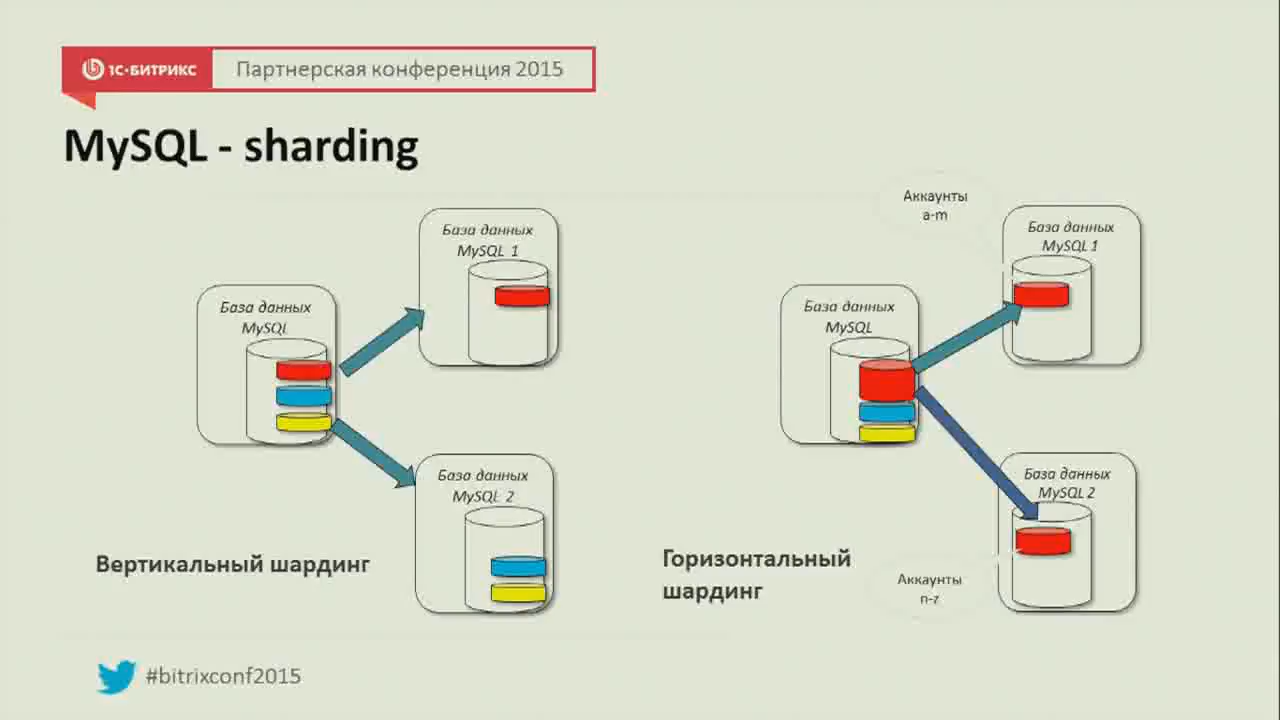 1С-БИТРИКС
Партнерская конференция 2015
MySQL - sharding
База данных
MySQL
База данных
MySQL 1
База данных
MySQL 2
Вертикальный шардинг
База данных
MySQL
Аккаунты
a-m
База данных
MySQL 1
База данных
MySQL 2
Аккаунты
n-z
Горизонтальный
шардинг
#bitrixconf2015